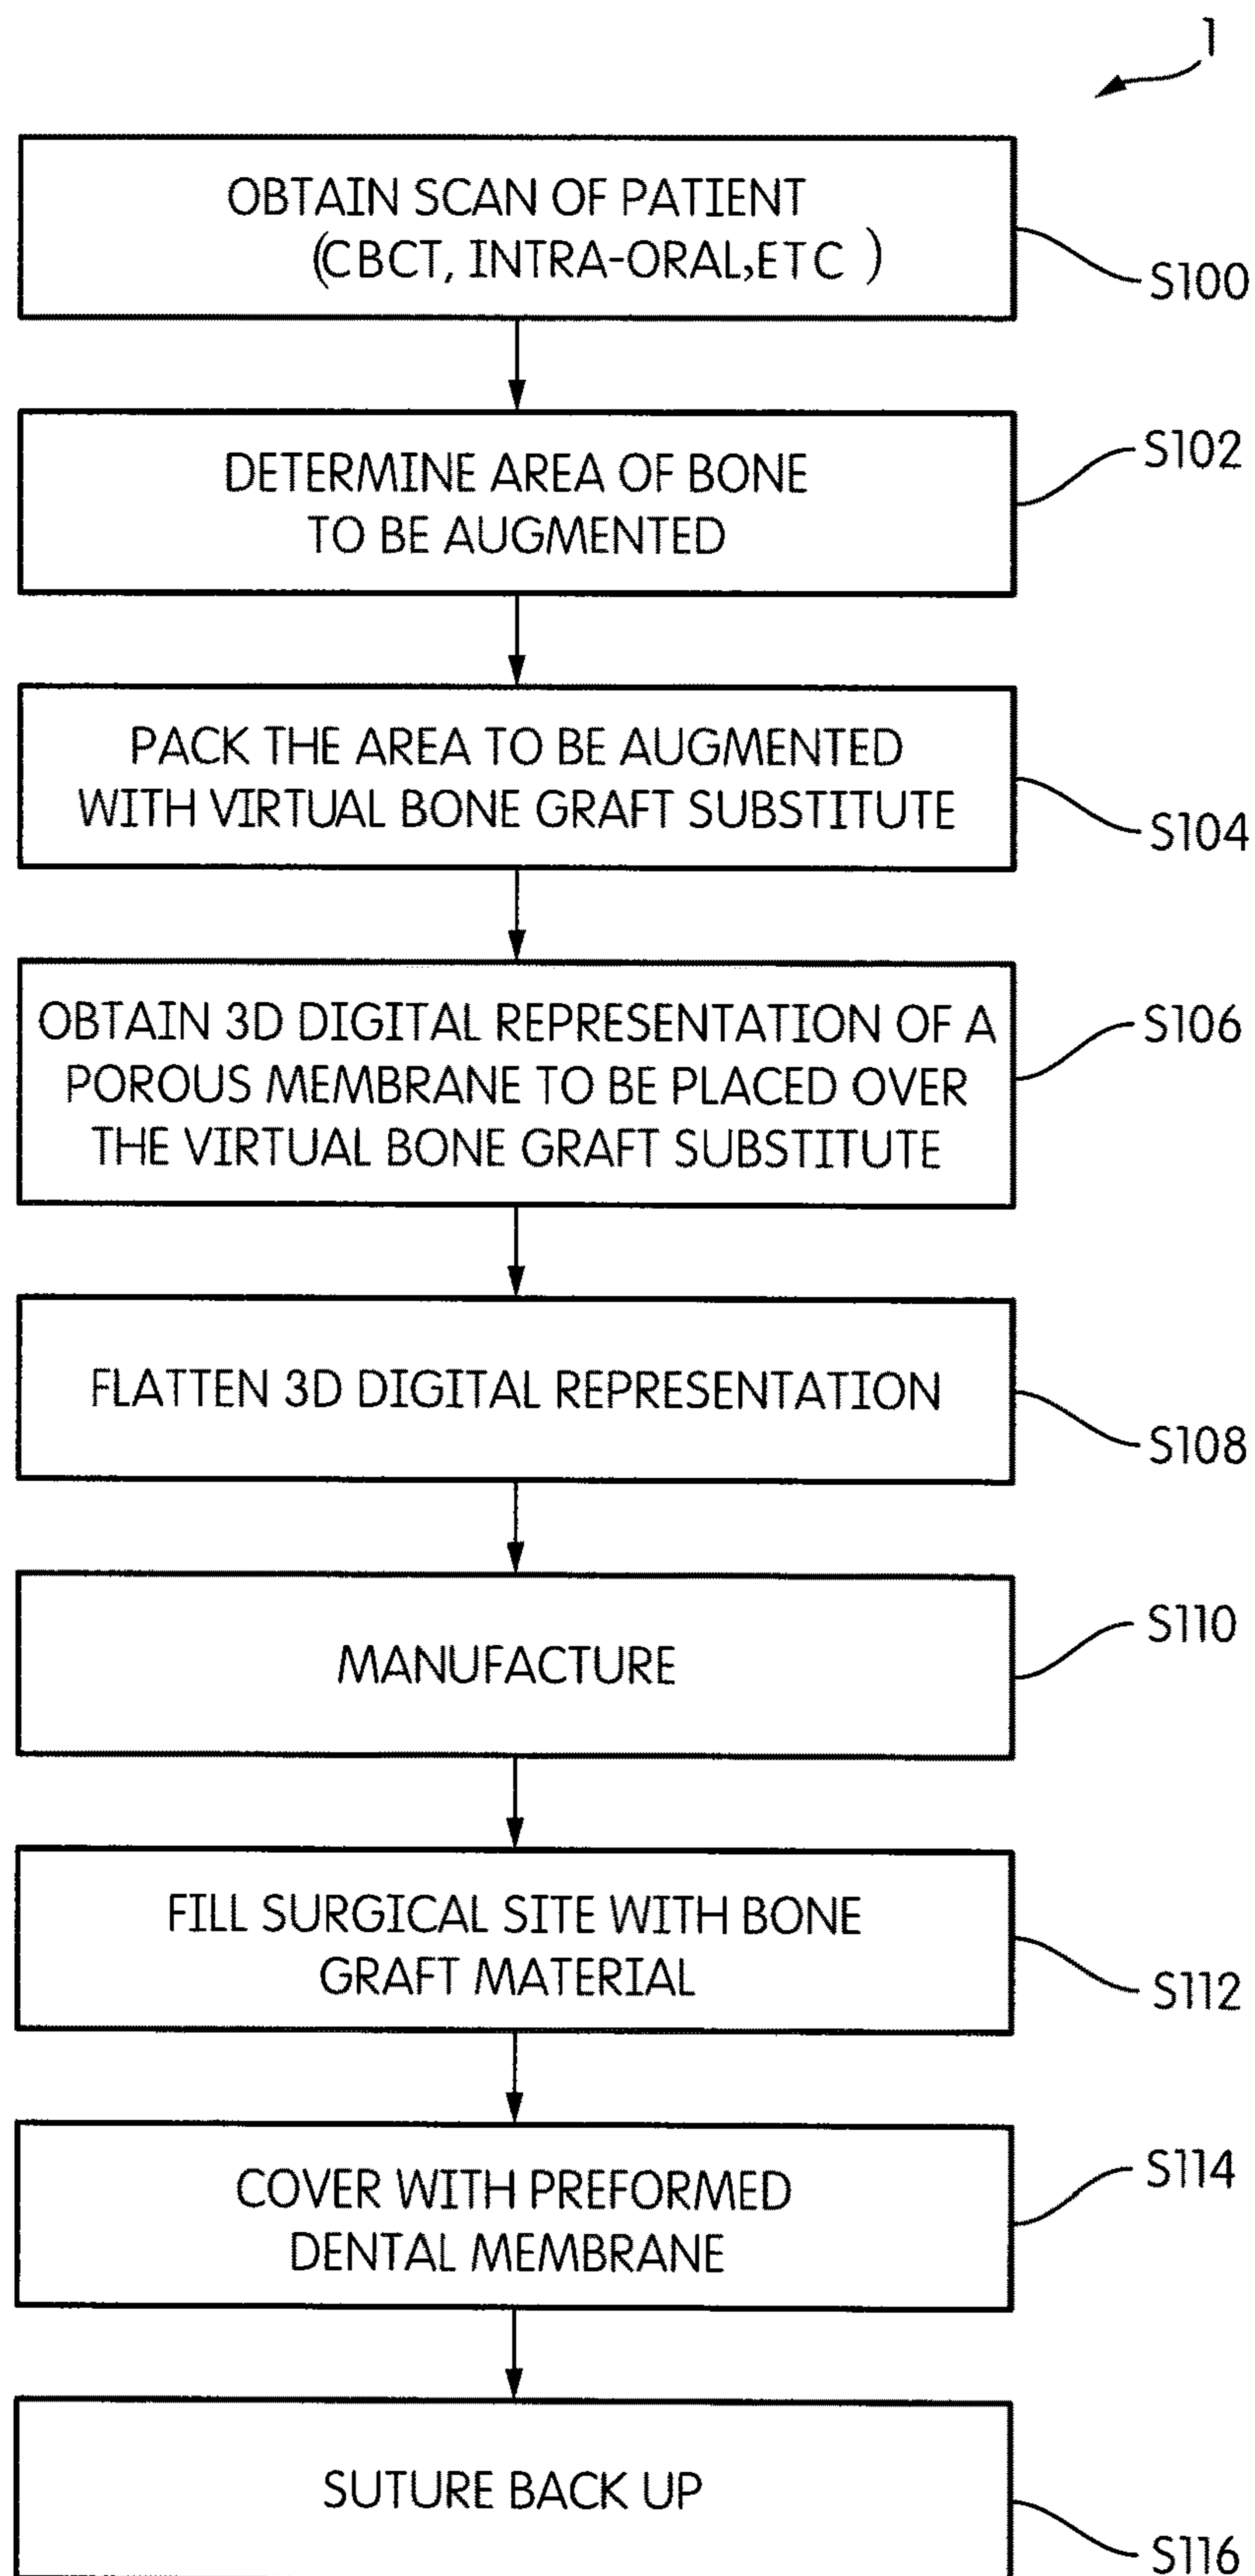 1
OBTAIN SCAN OF PATIENT
(CBCT, INTRA-ORAL, ETC )
S100
DETERMINE AREA OF BONE
TO BE AUGMENTED
S102
PACK THE AREA TO BE AUGMENTED
WITH VIRTUAL BONE GRAFT SUBSTITUTE
S104
OBTAIN 3D DIGITAL REPRESENTATION OF A
POROUS MEMBRANE TO BE PLACED OVER
THE VIRTUAL BONE GRAFT SUBSTITUTE
S106
FLATTEN 3D DIGITAL REPRESENTATION
S108
MANUFACTURE
S110
FILL SURGICAL SITE WITH BONE
GRAFT MATERIAL
S112
COVER WITH PREFORMED
DENTAL MEMBRANE
S114
SUTURE BACK UP
S116